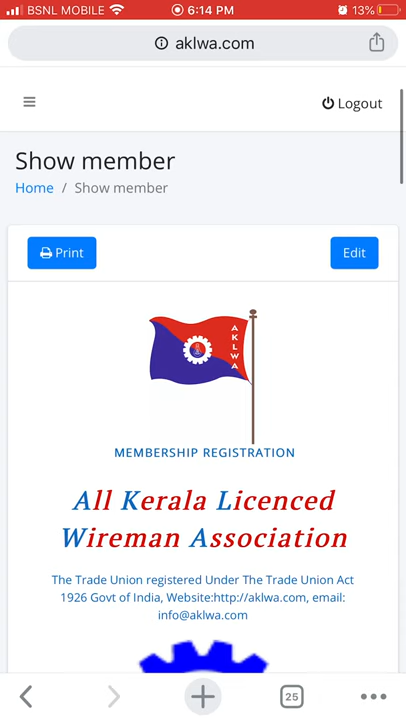 BSNL MOBILE 6:14 PM 13%
aklwa.com
Logout
Show member
Home / Show member
Print Edit
AKLWA
MEMBERSHIP REGISTRATION
All Kerala Licenced
Wireman Association
The Trade Union registered Under The Trade Union Act
1926 Govt of India, Website:http://aklwa.com, email:
info@aklwa.com
25